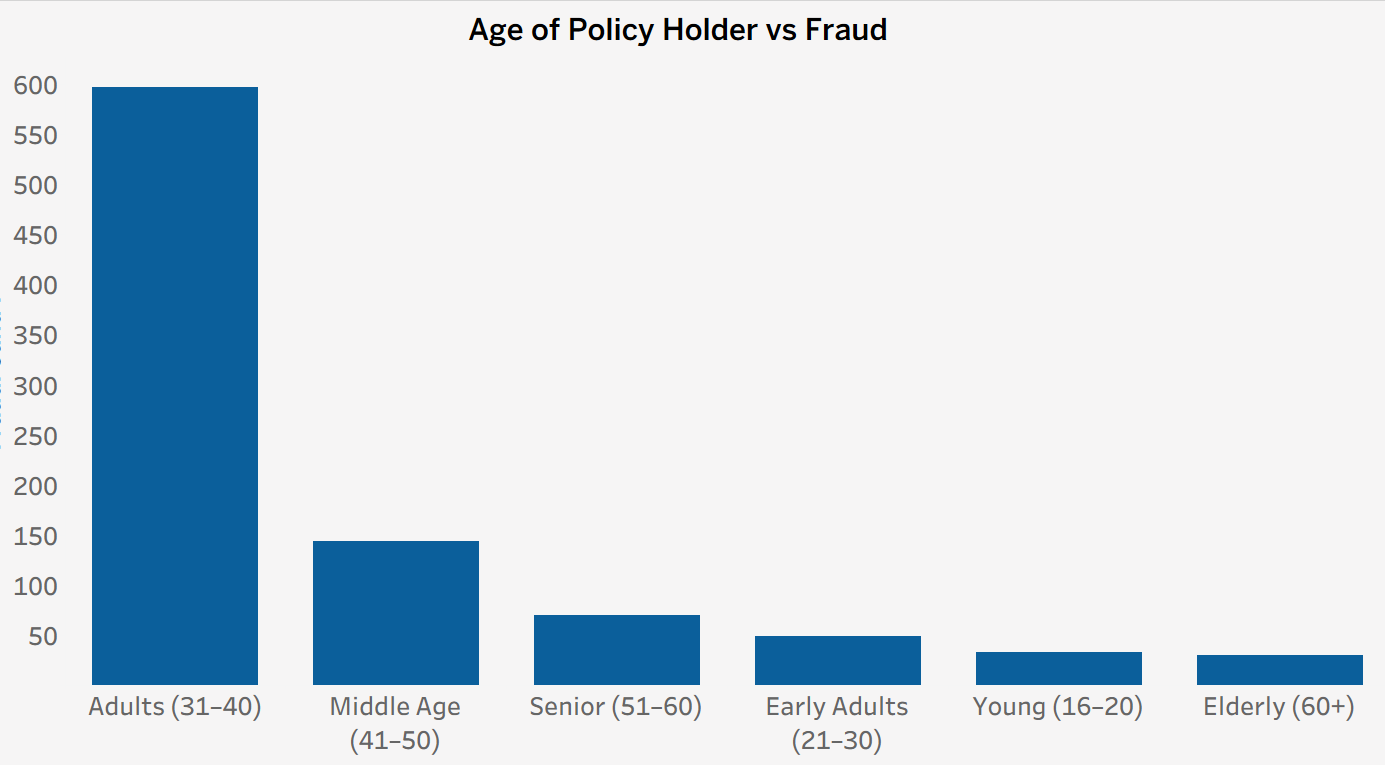 Age of Policy Holder vs Fraud
600
550
500
450
400
350
300
250
200
150
100
50
Adults (31–40)
Middle Age
(41–50)
Senior (51–60)
Early Adults
(21–30)
Young (16–20)
Elderly (60+)